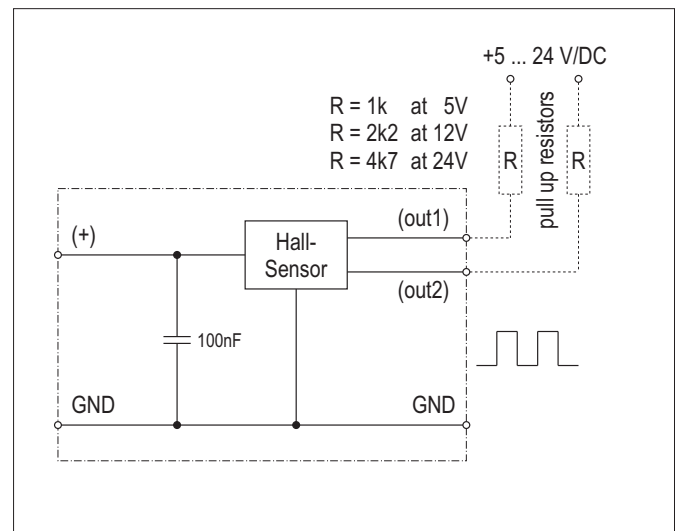 +5 ... 24 V/DC
R = 1k at 5V
R = 2k2 at 12V
R = 4k7 at 24V
R
pull up resistors
R
(+)
Hall-
Sensor
(out1)
(out2)
100nF
GND
GND